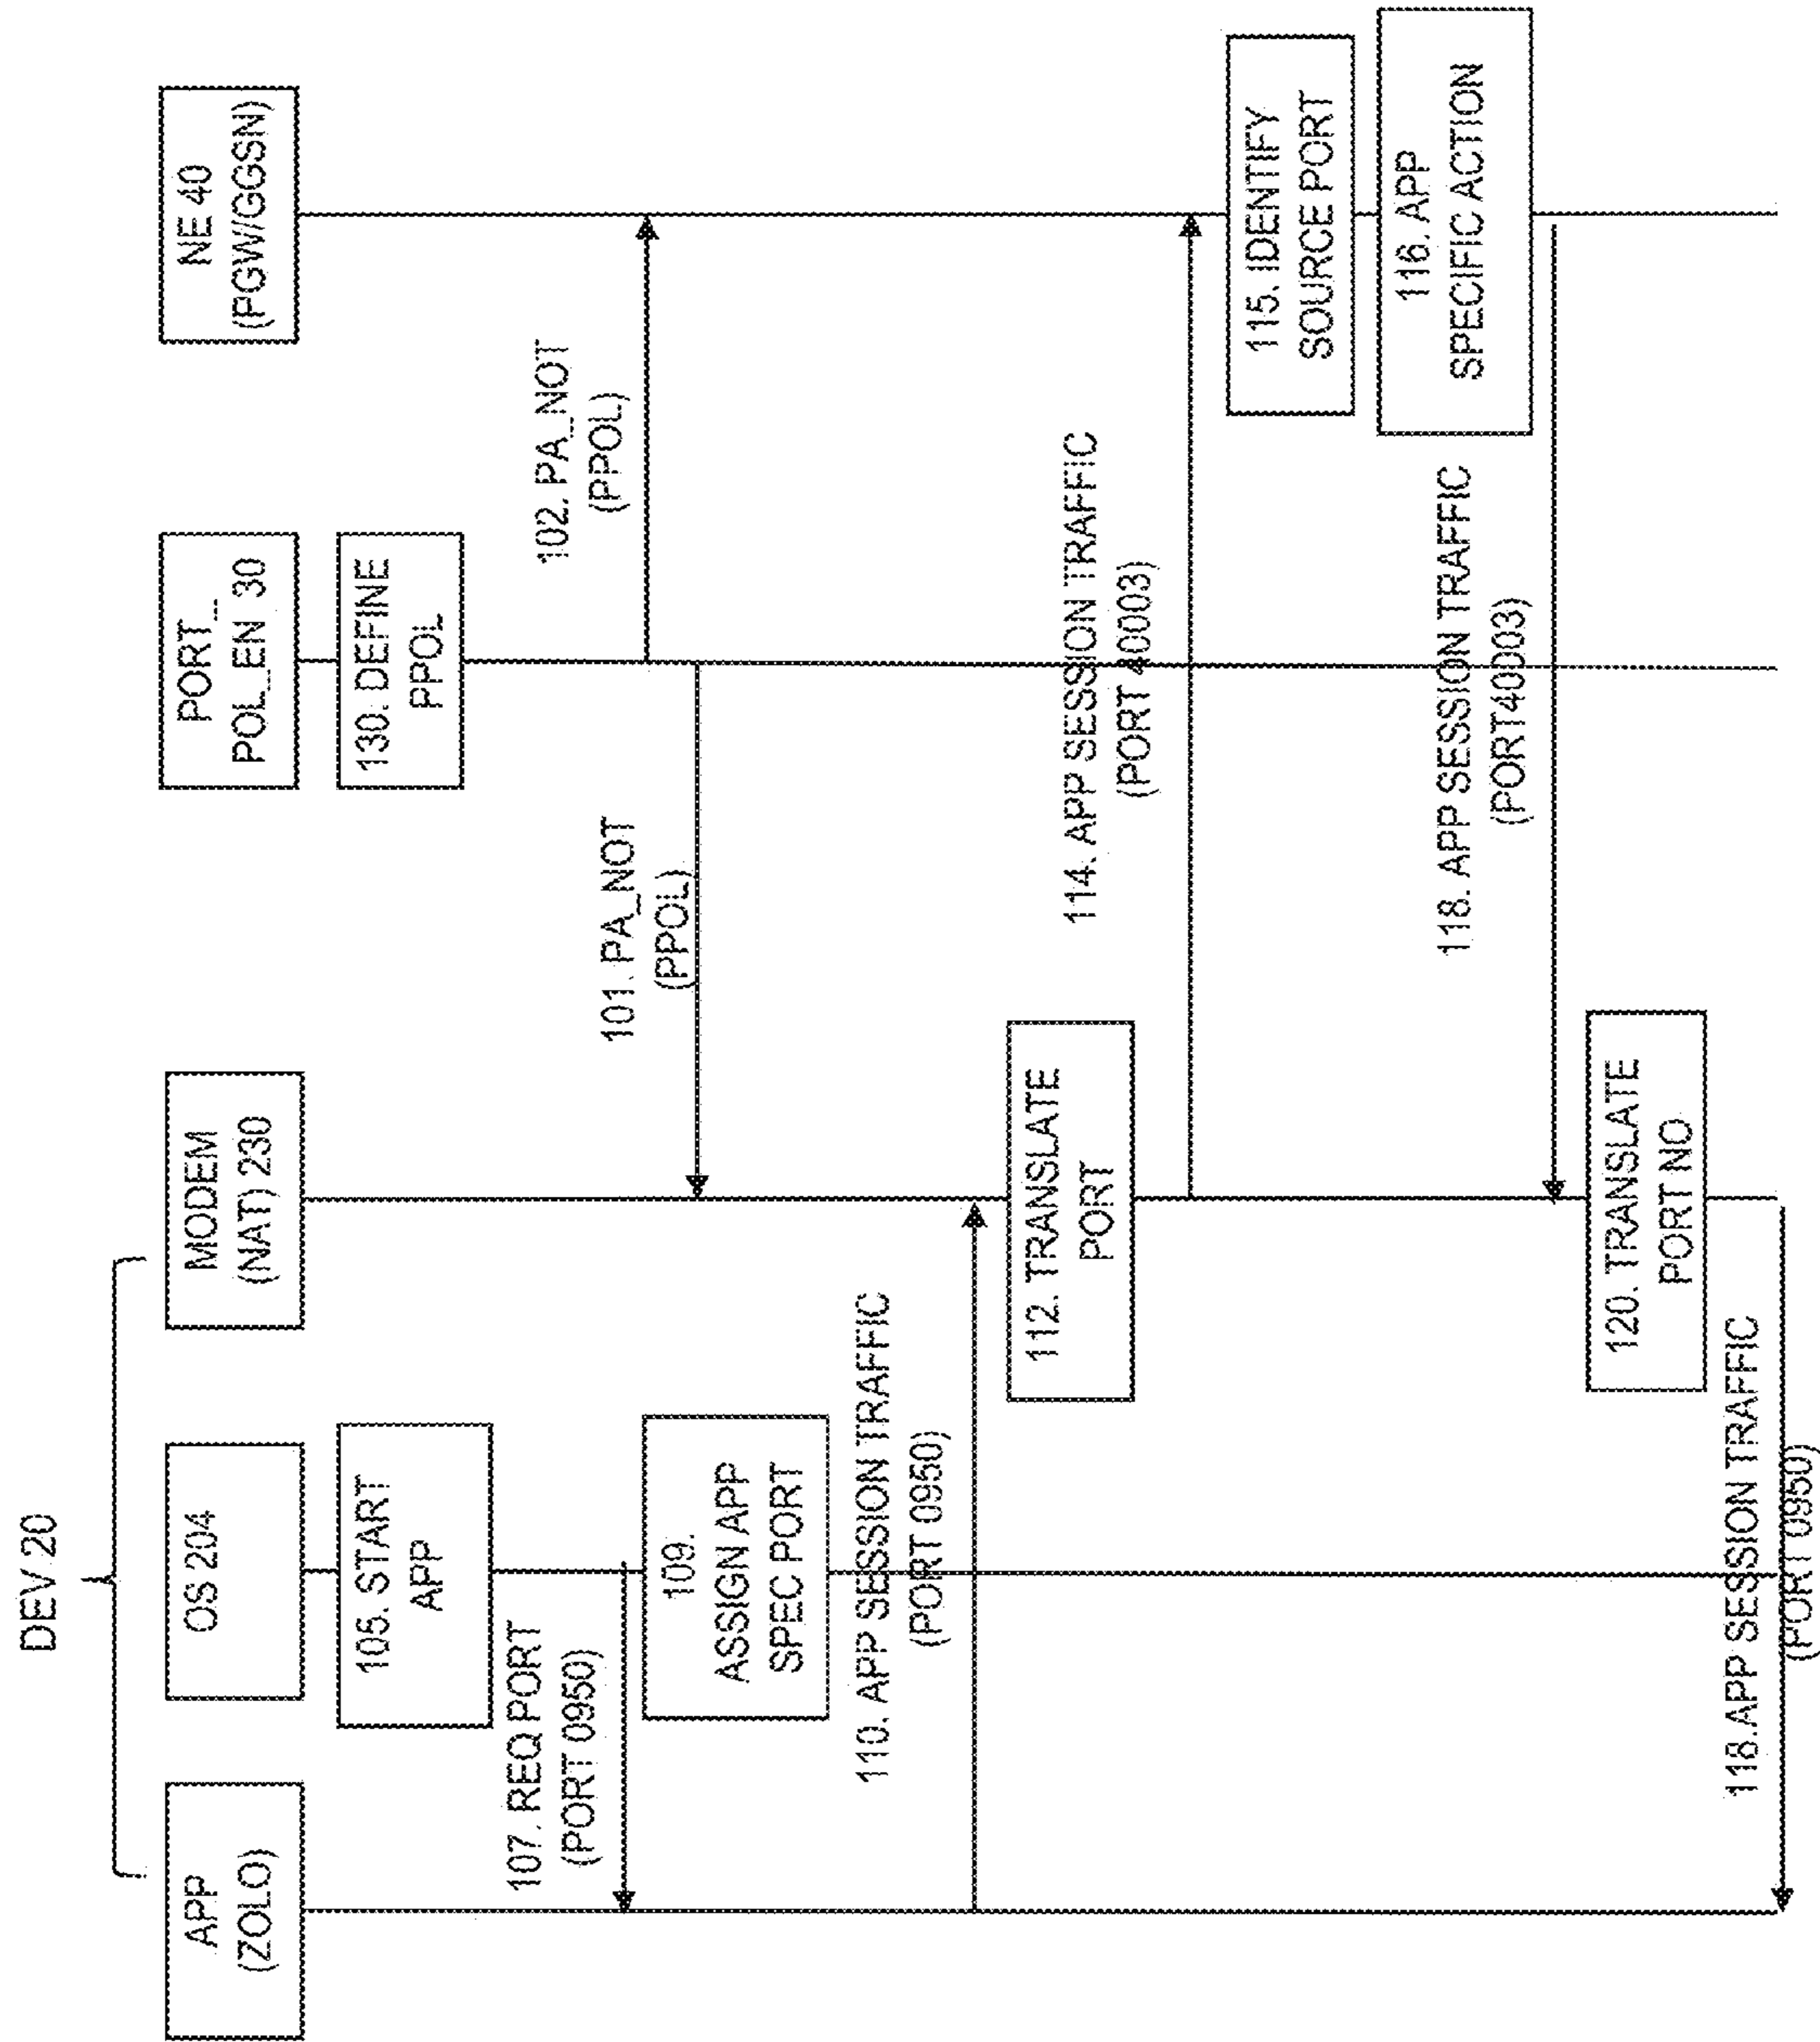 DEV 20
APP
(ZOLO)
OS 204
MODEM
(NAT) 230
PORT_
POL_EN 30
NE 40
(PGW/GGSN)
105. START
APP
130. DEFINE
PPOL
102. PA_NOT
(PPOL)
101. PA_NOT
(PPOL)
107. REQ PORT
(PORT 0950)
109.
ASSIGN APP
SPEC PORT
110. APP SESSION TRAFFIC
(PORT 0950)
112. TRANSLATE
PORT
114. APP SESSION TRAFFIC
(PORT 40003)
115. IDENTIFY
SOURCE PORT
116. APP
SPECIFIC ACTION
118. APP SESSION TRAFFIC
(PORT40003)
120. TRANSLATE
PORT NO
118.APP SESSION TRAFFIC
(PORT 0950)